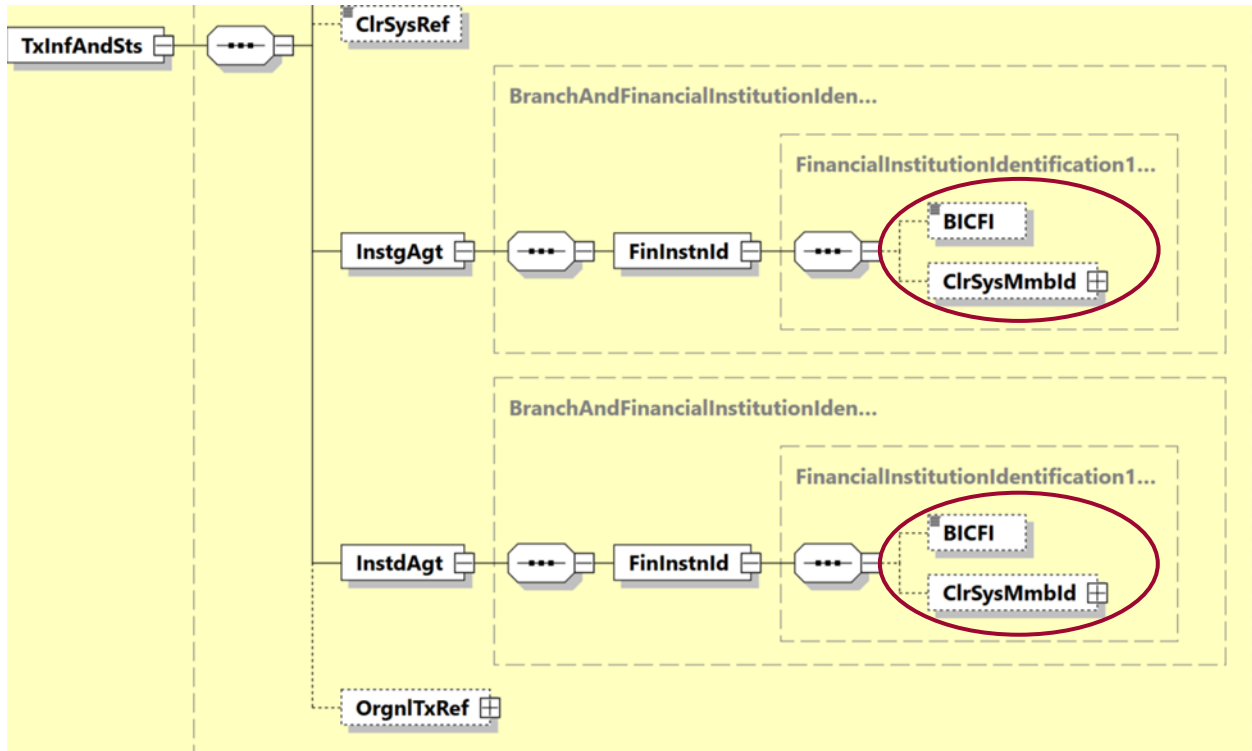 ClrSysRef
TxInfAndSts
BranchAndFinancialInstitutionIden...
FinancialInstitutionIdentification1...
BICFI
InstgAgt
FinInstnId
ClrSysMmbId
BranchAndFinancialInstitutionIden...
FinancialInstitutionIdentification1...
BICFI
InstdAgt
FinInstnId
ClrSysMmbId
OrgnlTxRef